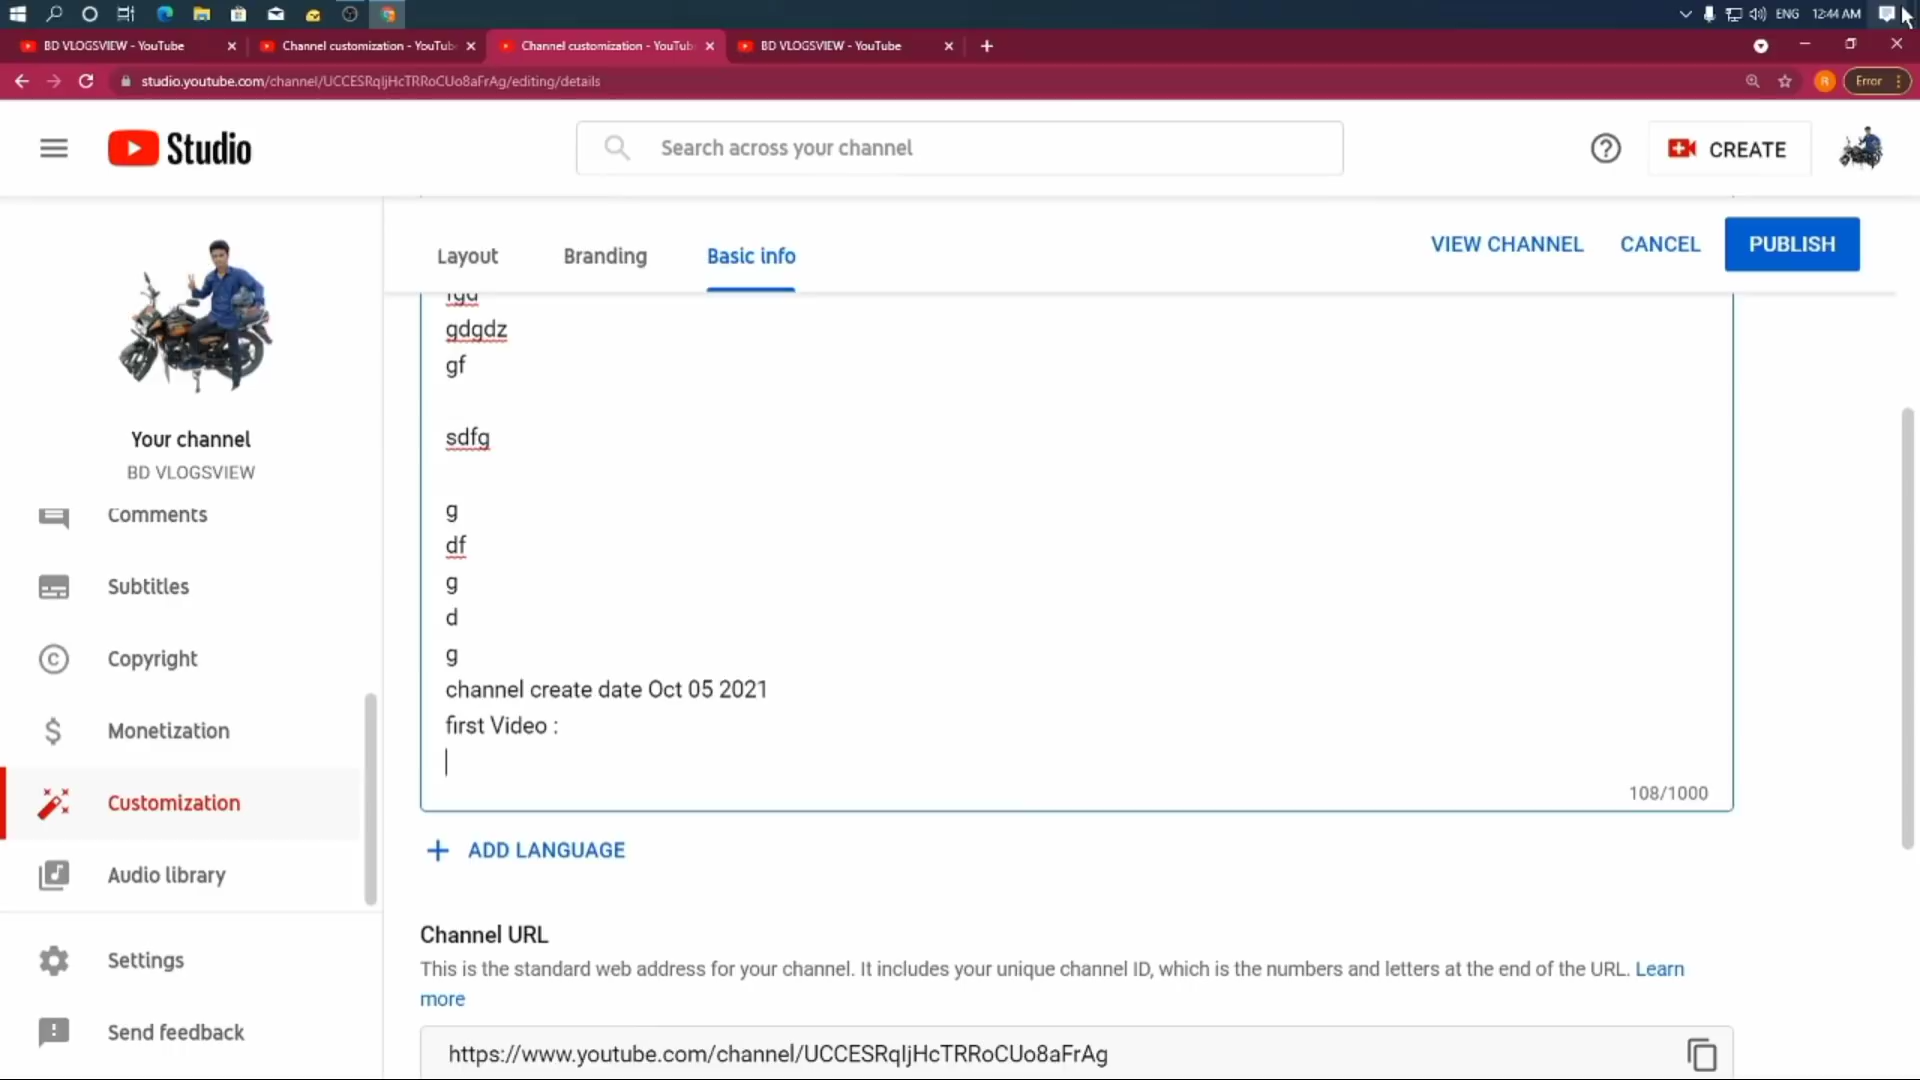 ENG 12:44 AM
BD VLOGSVIEW - YouTube
Channel customization - YouTub
Channel customization - YouTub
BD VLOGSVIEW - YouTube
studio.youtube.com/channel/UCCESRqIjHcTRRoCUo8aFrAg/editing/details
R
Error
Studio
Search across your channel
CREATE
Layout
Branding
Basic info
VIEW CHANNEL
CANCEL
PUBLISH
Your channel
BD VLOGSVIEW
Comments
Subtitles
Copyright
Monetization
Customization
Audio library
Settings
Send feedback
gdgdz
gf
sdfg
g
df
g
d
g
channel create date Oct 05 2021
first Video :
108/1000
ADD LANGUAGE
Channel URL
This is the standard web address for your channel. It includes your unique channel ID, which is the numbers and letters at the end of the URL. Learn
more
https://www.youtube.com/channel/UCCESRqIjHcTRRoCUo8aFrAg